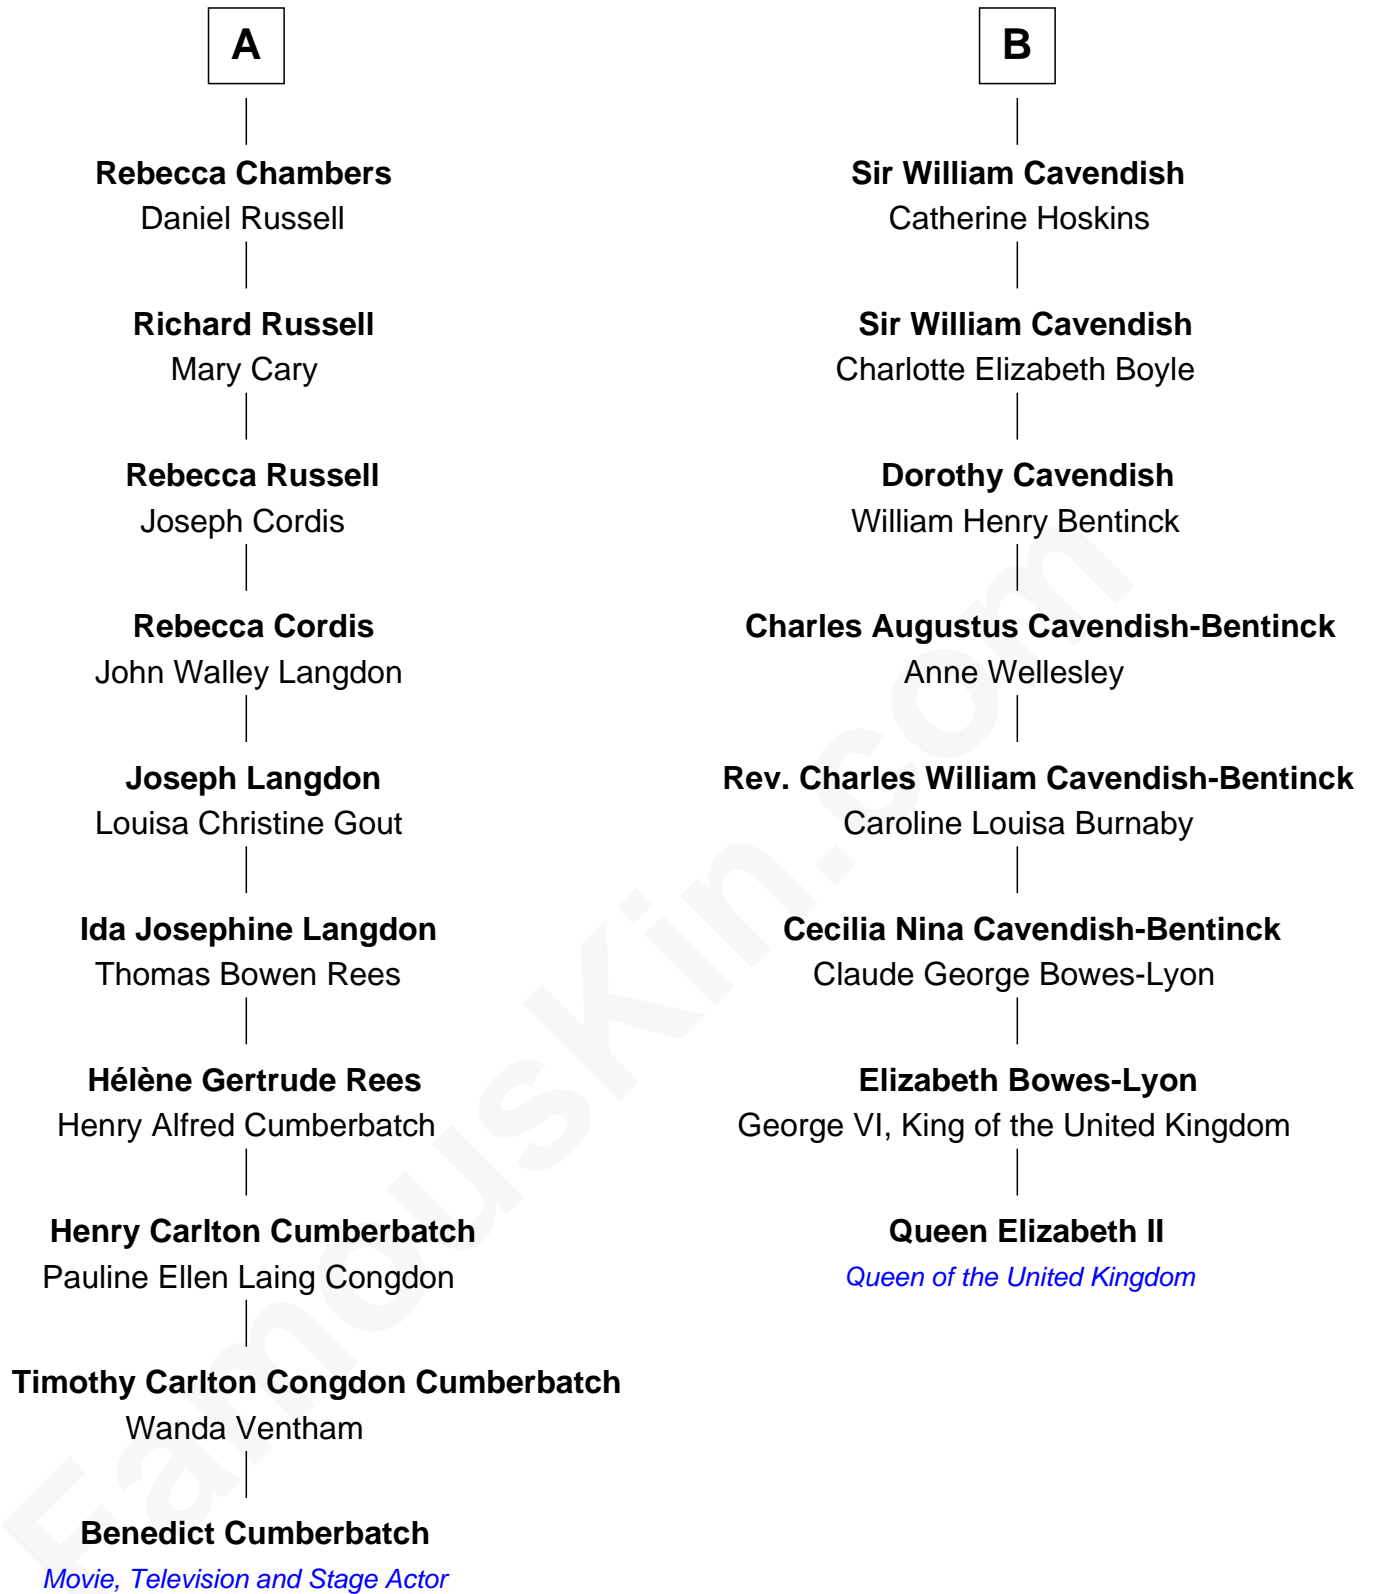 A
Rebecca Chambers
Daniel Russell
Richard Russell
Mary Cary
Rebecca Russell
Joseph Cordis
Rebecca Cordis
John Walley Langdon
Joseph Langdon
Louisa Christine Gout
Ida Josephine Langdon
Thomas Bowen Rees
Hélène Gertrude Rees
Henry Alfred Cumberbatch
Henry Carlton Cumberbatch
Pauline Ellen Laing Congdon
Timothy Carlton Congdon Cumberbatch
Wanda Ventham
Benedict Cumberbatch
Movie, Television and Stage Actor
B
Sir William Cavendish
Catherine Hoskins
Sir William Cavendish
Charlotte Elizabeth Boyle
Dorothy Cavendish
William Henry Bentinck
Charles Augustus Cavendish-Bentinck
Anne Wellesley
Rev. Charles William Cavendish-Bentinck
Caroline Louisa Burnaby
Cecilia Nina Cavendish-Bentinck
Claude George Bowes-Lyon
Elizabeth Bowes-Lyon
George VI, King of the United Kingdom
Queen Elizabeth II
Queen of the United Kingdom
FamousKin.com